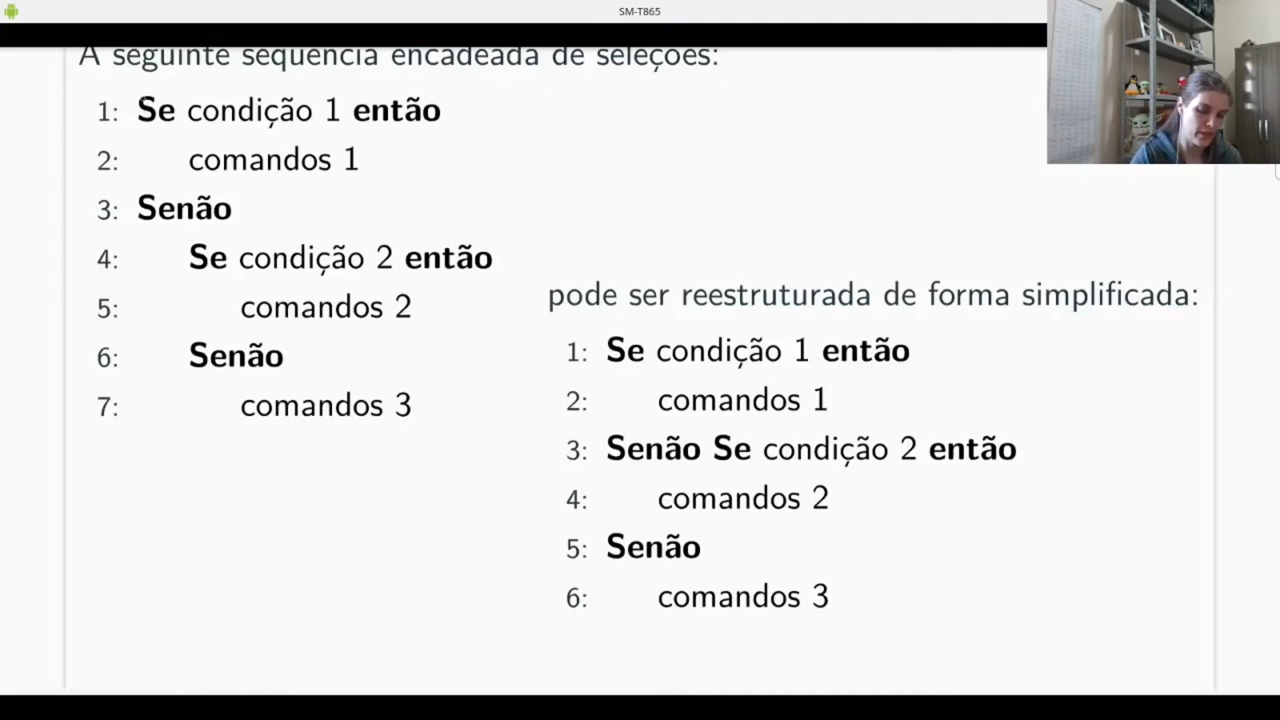 SM-T865
A seguinte sequência encadeada de seleções:
1: Se condição 1 então
2: comandos 1
3: Senão
4: Se condição 2 então
5: comandos 2
6: Senão
7: comandos 3
pode ser reestruturada de forma simplificada:
1: Se condição 1 então
2: comandos 1
3: Senão Se condição 2 então
4: comandos 2
5: Senão
6: comandos 3